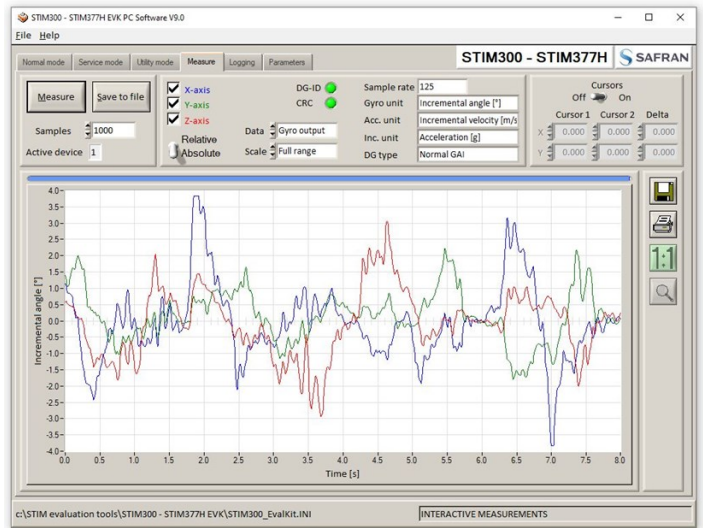 STIM300 - STIM377H EVK PC Software V9.0
File Help
Normal mode Service mode Utility mode Measure Logging Parameters
STIM300 - STIM377H SAFRAN
Measure Save to file
Samples 1000
Active device 1
X-axis
Y-axis
Z-axis
Relative
Absolute
DG-ID
CRC
Data Gyro output
Scale Full range
Sample rate 125
Gyro unit Incremental angle [°]
Acc. unit Incremental velocity [m/s
Inc. unit Acceleration [g]
DG type Normal GAI
Cursors
Off On
Cursor 1 Cursor 2 Delta
X 0.000 0.000 0.000
Y 0.000 0.000 0.000
1:1
Incremental angle [°]
4.0
3.5
3.0
2.5
2.0
1.5
1.0
0.5
0.0
-0.5
-1.0
-1.5
-2.0
-2.5
-3.0
-3.5
-4.0
0.0 0.5 1.0 1.5 2.0 2.5 3.0 3.5 4.0 4.5 5.0 5.5 6.0 6.5 7.0 7.5 8.0
Time [s]
c:\STIM evaluation tools\STIM300 - STIM377H EVK\STIM300_EvalKit.INI
INTERACTIVE MEASUREMENTS